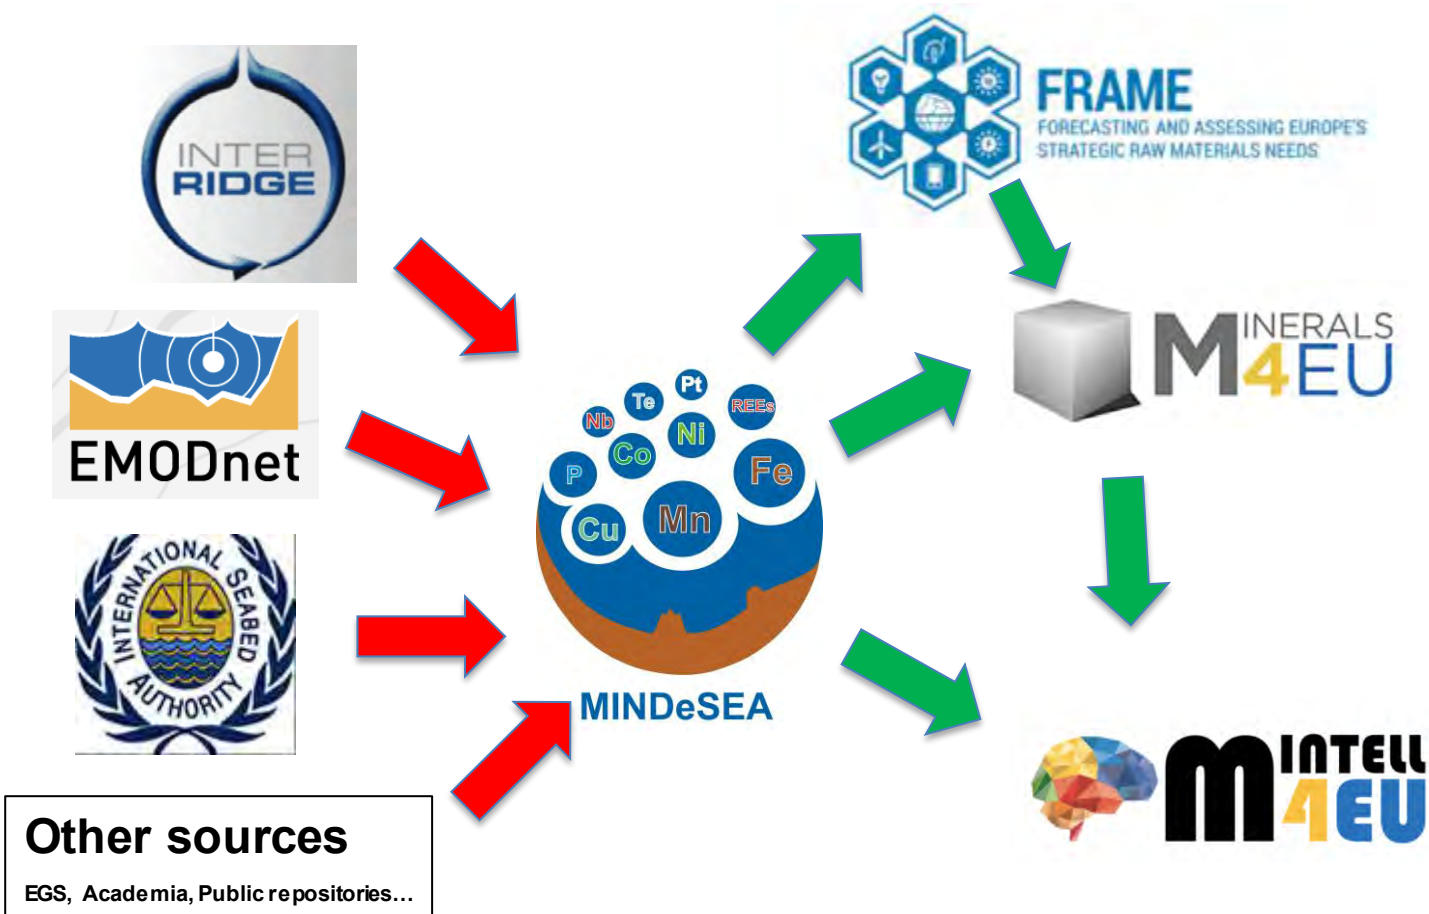 INTER
RIDGE
EMODnet
INTERNATIONAL SEABED
AUTHORITY
Other sources
EGS, Academia, Public repositories...
Pt
Te
REEs
Nb
Ni
Co
P
Fe
Mn
Cu
MINDeSEA
FRAME
FORECASTING AND ASSESSING EUROPE'S
STRATEGIC RAW MATERIALS NEEDS
MINERALS
4EU
MINTELL
4EU